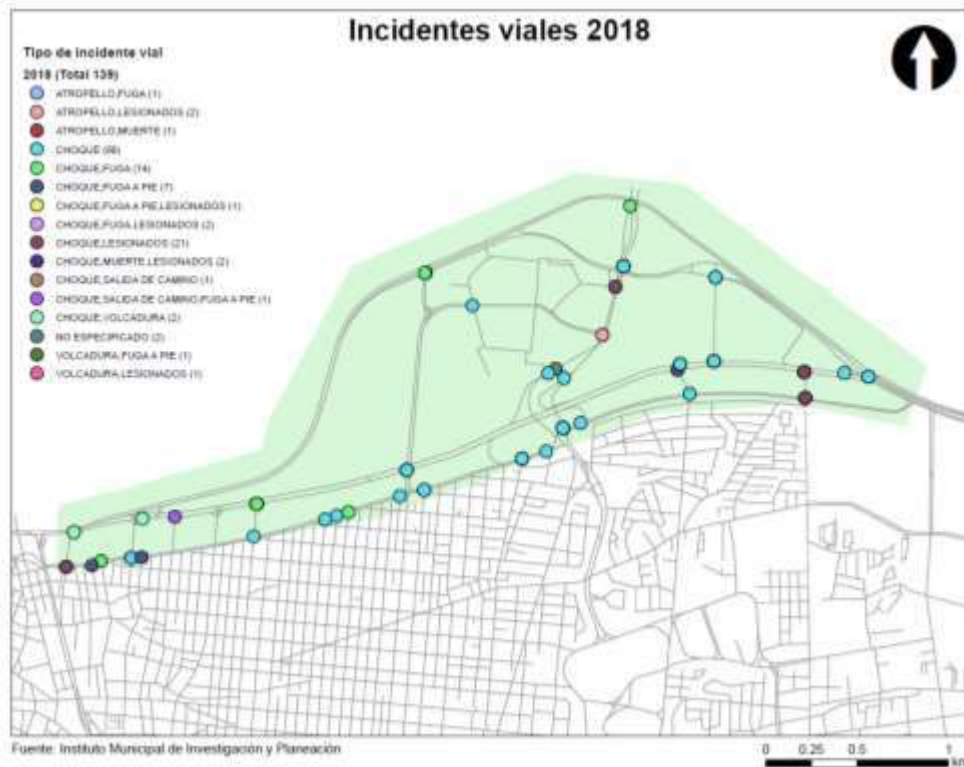 Incidentes viales 2018
Tipo de incidente vial
2018 (Total 139)
ATROPELLO,FUGA (1)
ATROPELLO,LESIONADOS (2)
ATROPELLO,MUERTE (1)
CHOQUE
CHOQUE,FUGA (14)
CHOQUE,FUGA A PIE (7)
CHOQUE,FUGA A PIE,LESIONADOS (1)
CHOQUE,FUGA,LESIONADOS (2)
CHOQUE,LESIONADOS (21)
CHOQUE,MUERTE,LESIONADOS (2)
CHOQUE,SALIDA DE CAMINO (1)
CHOQUE,SALIDA DE CAMINO,FUGA A PIE (1)
CHOQUE,VOLCADURA (2)
NO ESPECIFICADO (2)
VOLCADURA,FUGA A PIE (1)
VOLCADURA,LESIONADOS (1)
Fuente: Instituto Municipal de Investigación y Planeación
0 0.25 0.5 1
km